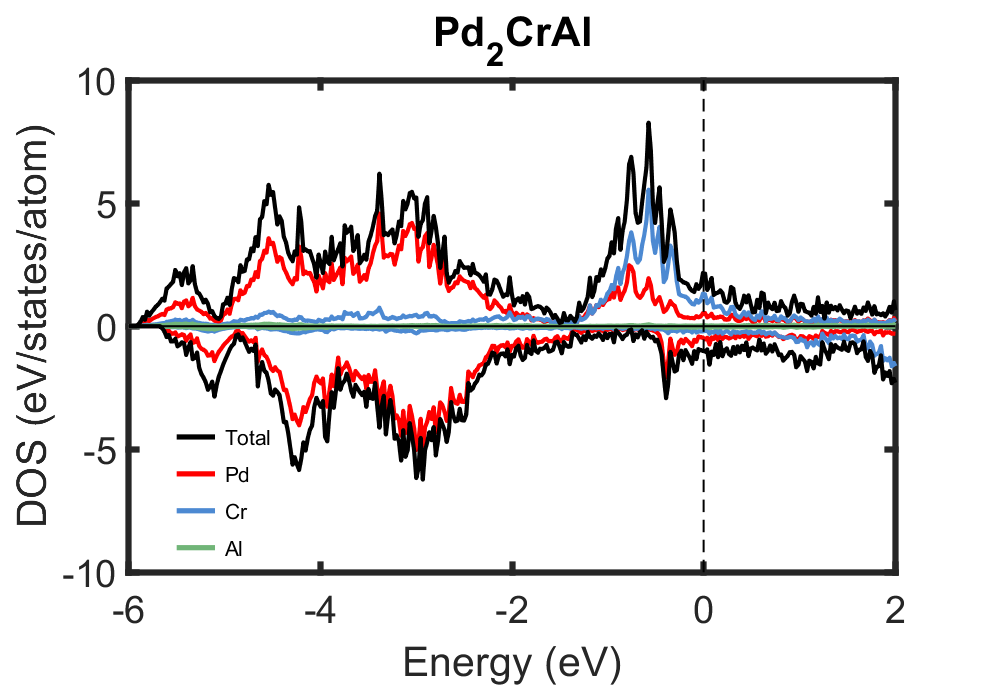 Pd₂CrAl
DOS (eV/states/atom)
10
5
0
-5
-10
Total
Pd
Cr
Al
-6 -4 -2 0 2
Energy (eV)